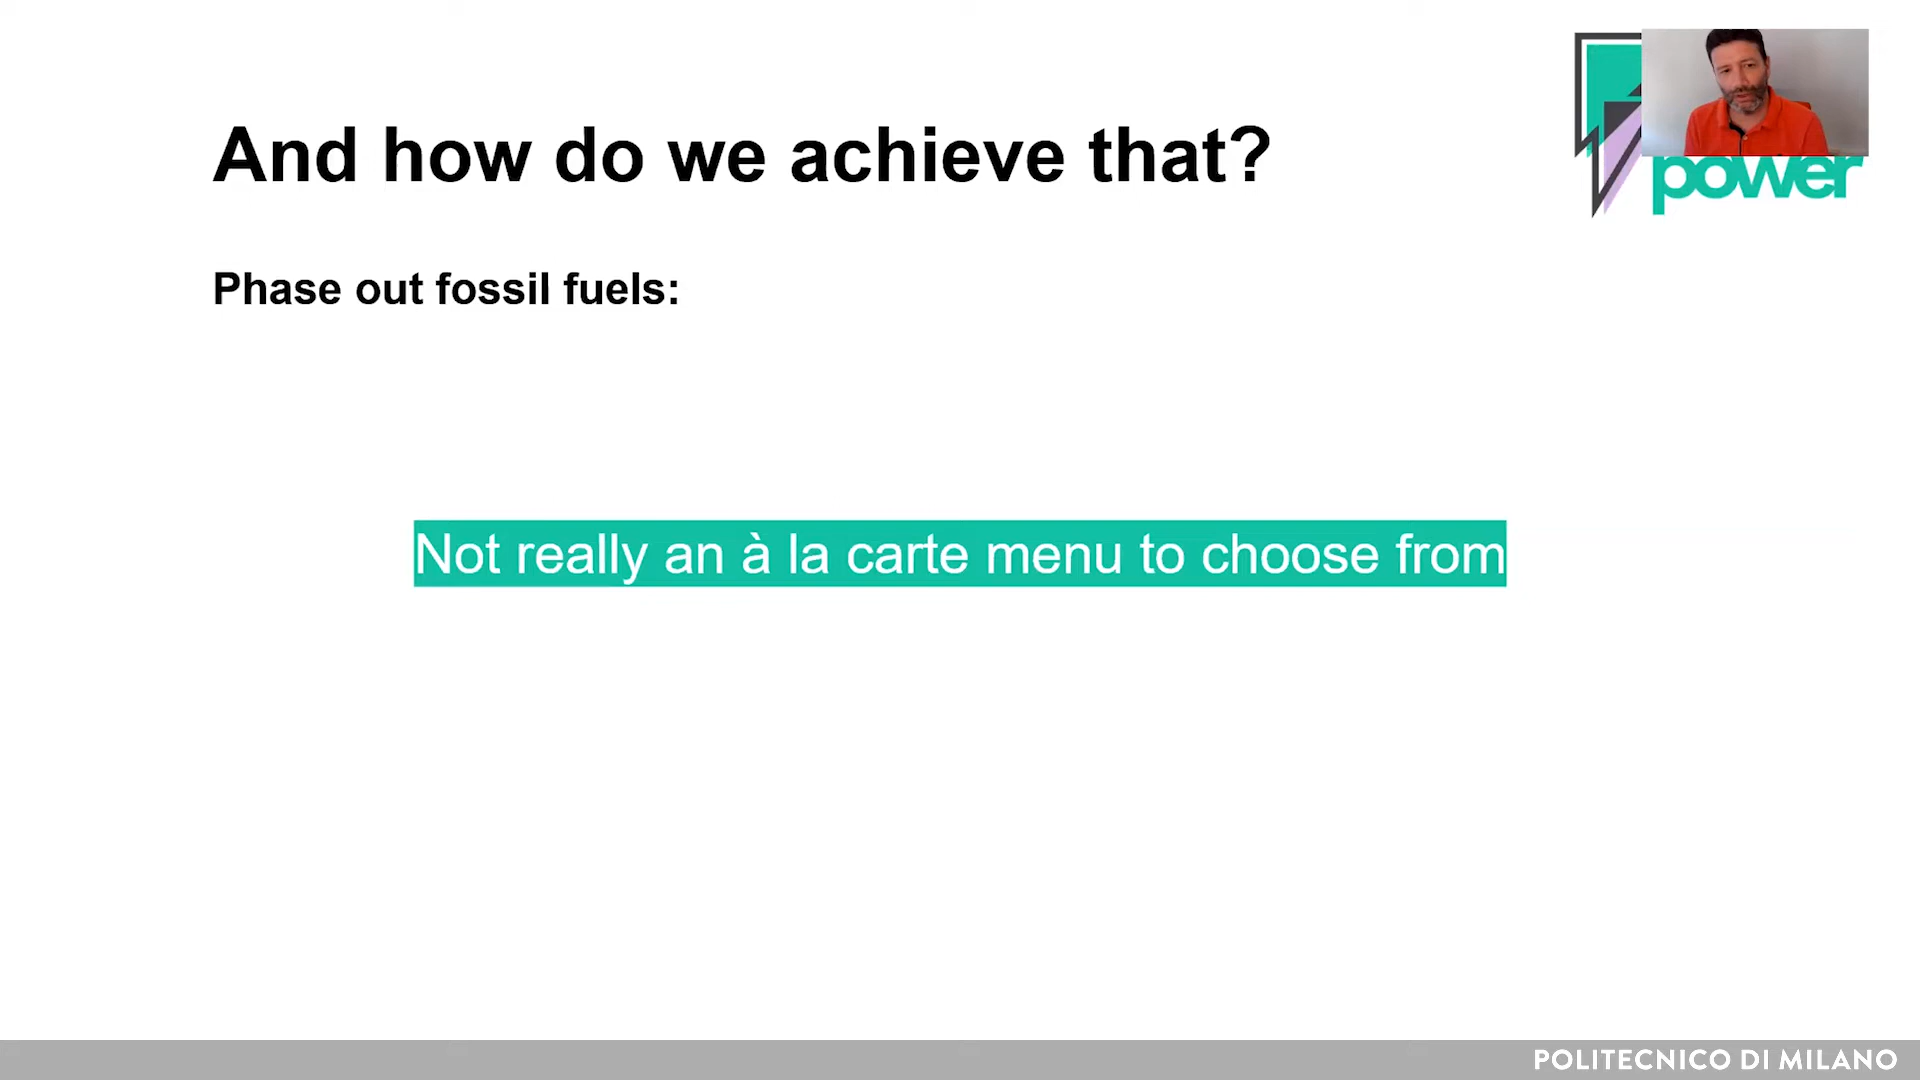 And how do we achieve that?
power
Phase out fossil fuels:
Not really an à la carte menu to choose from
POLITECNICO DI MILANO